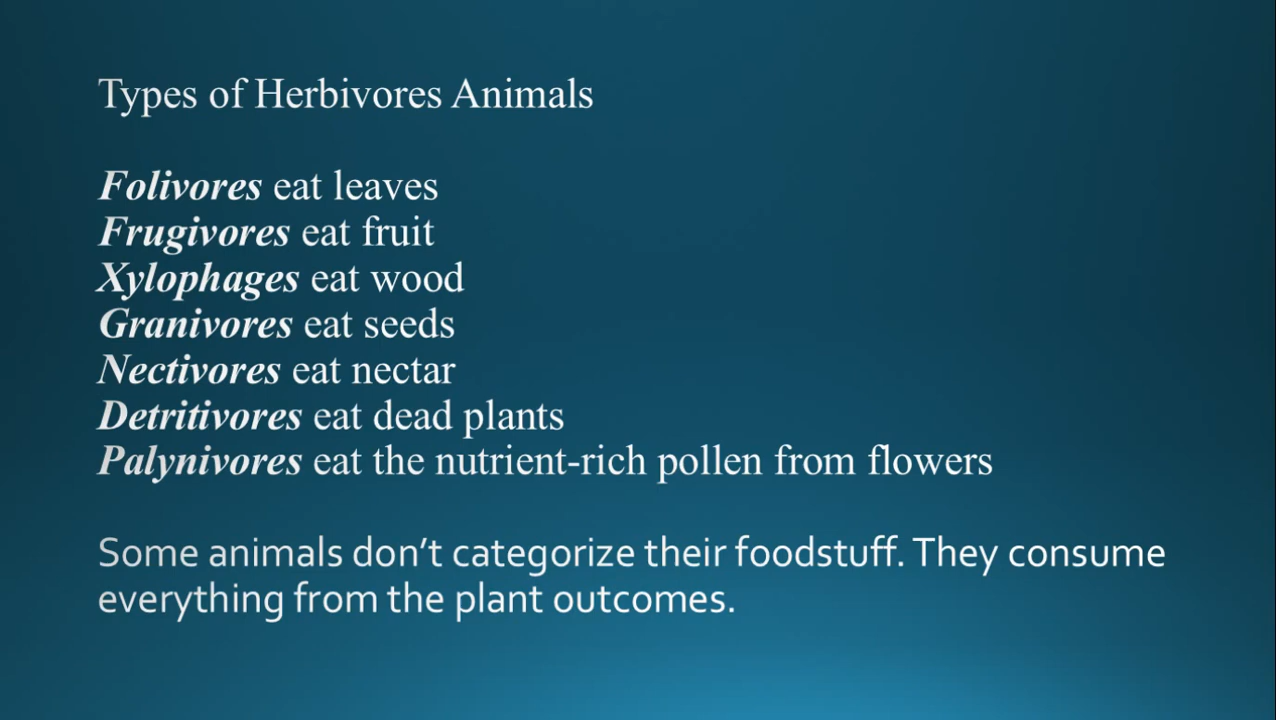 Types of Herbivores Animals
Folivores eat leaves
Frugivores eat fruit
Xylophages eat wood
Granivores eat seeds
Nectivores eat nectar
Detritivores eat dead plants
Palynivores eat the nutrient-rich pollen from flowers
Some animals don’t categorize their foodstuff. They consume
everything from the plant outcomes.